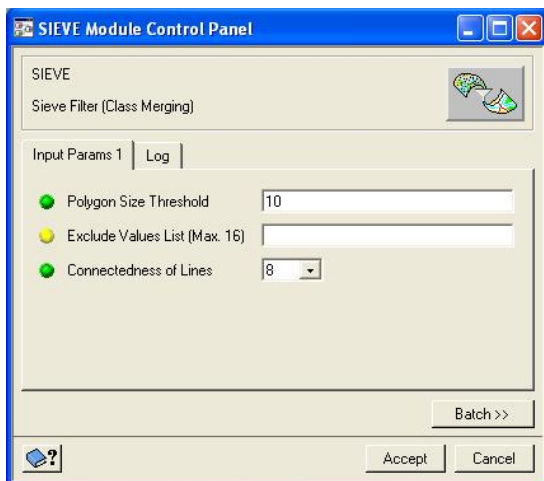 SIEVE Module Control Panel
SIEVE
Sieve Filter (Class Merging)
Input Params 1
Log
Polygon Size Threshold
10
Exclude Values List (Max. 16)
Connectedness of Lines
8
Batch >>
?
Accept
Cancel